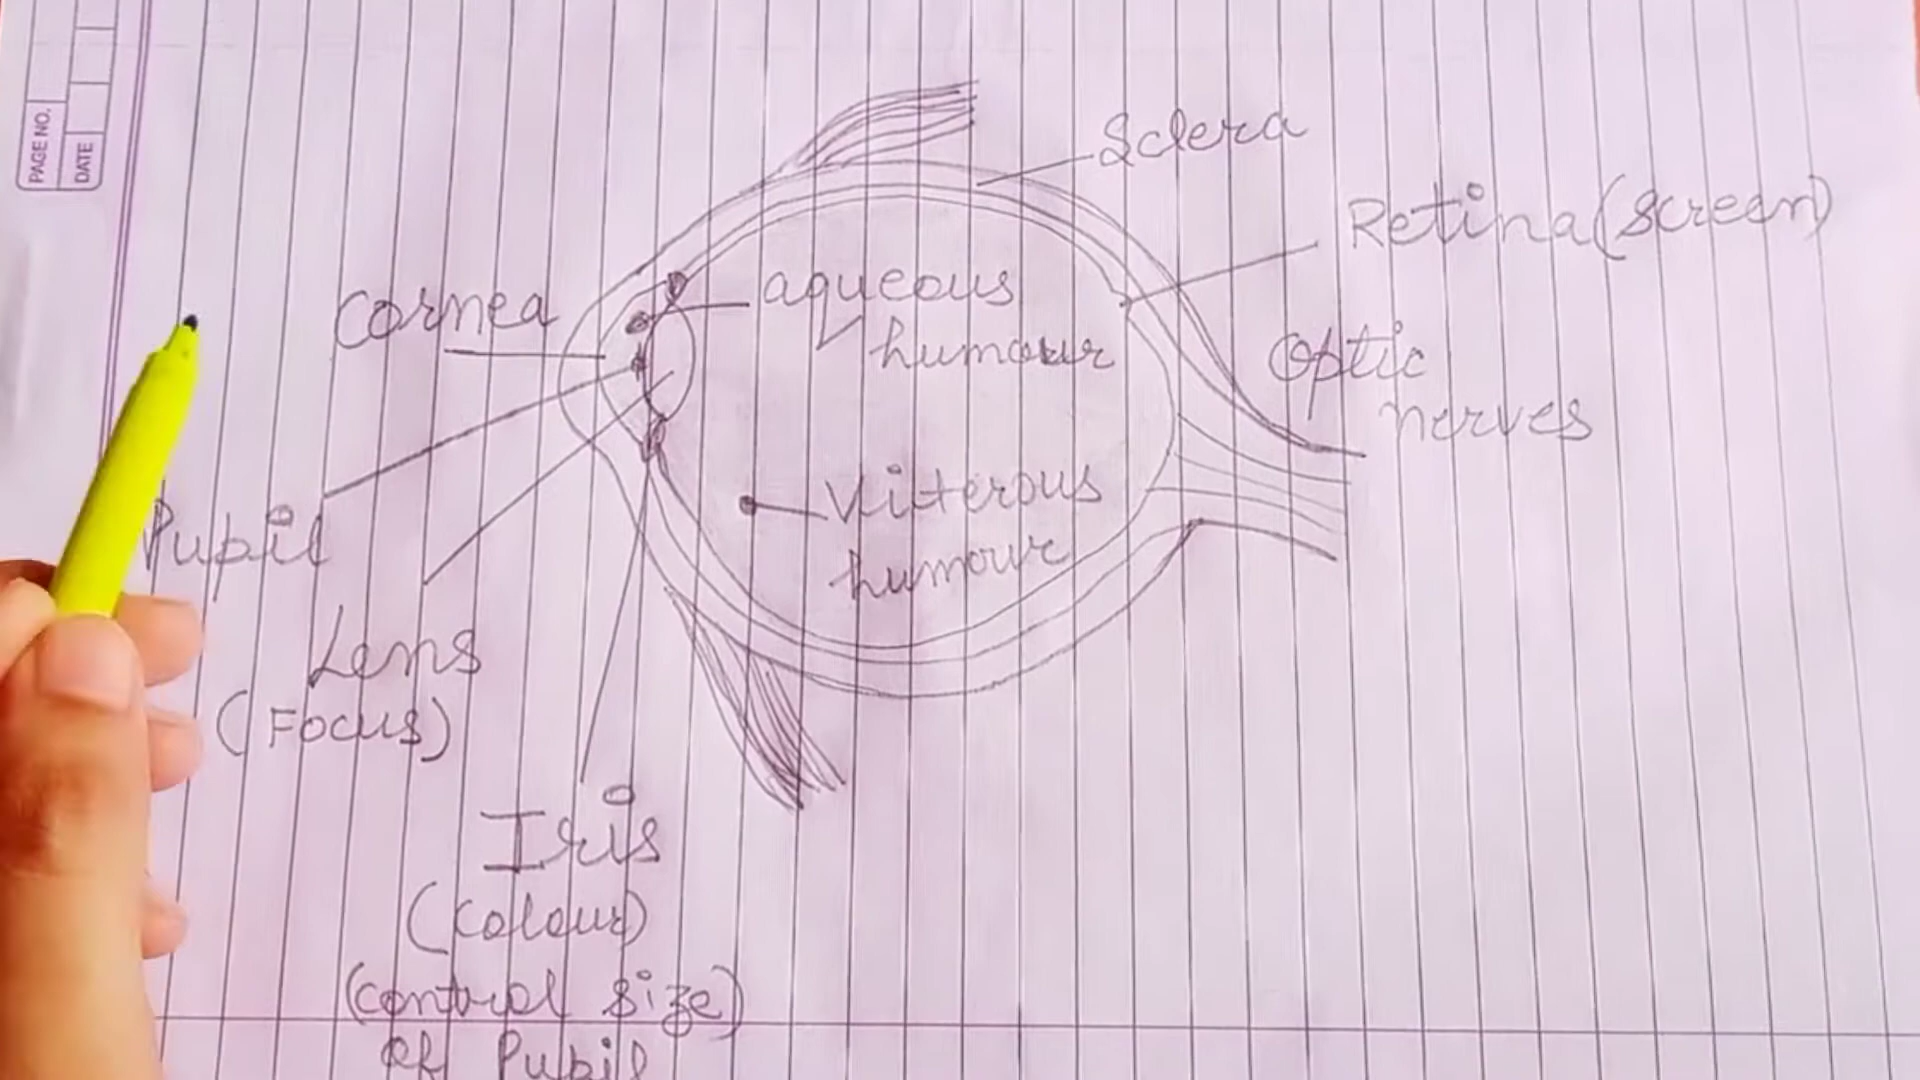 PAGE NO.
DATE
Sclera
Retina (screen)
Cornea
aqueous
humour
Optic
nerves
Viiterous
humour
Pupil
Lens
(Focus)
Iris
(Colour)
(control size)
of Pupil